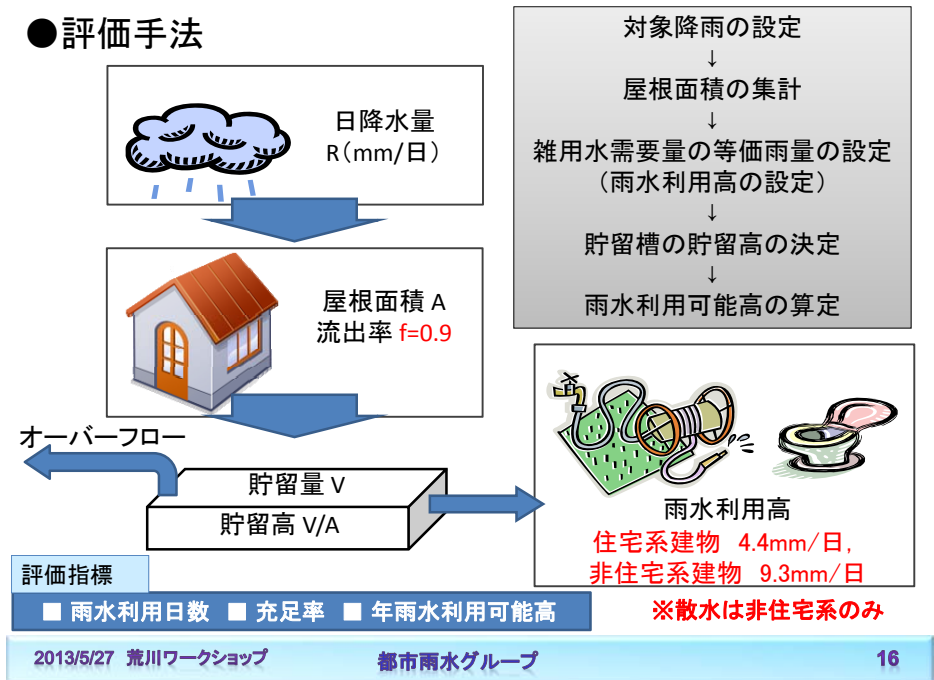 ●評価手法
日降水量
R(mm/日)
屋根面積 A
流出率 f=0.9
オーバーフロー
貯留量 V
貯留高 V/A
対象降雨の設定
↓
屋根面積の集計
↓
雑用水需要量の等価雨量の設定
(雨水利用高の設定)
↓
貯留槽の貯留高の決定
↓
雨水利用可能高の算定
雨水利用高
住宅系建物 4.4mm/日,
非住宅系建物 9.3mm/日
※散水は非住宅系のみ
評価指標
■ 雨水利用日数 ■ 充足率 ■ 年雨水利用可能高
2013/5/27 荒川ワークショップ
都市雨水グループ
16